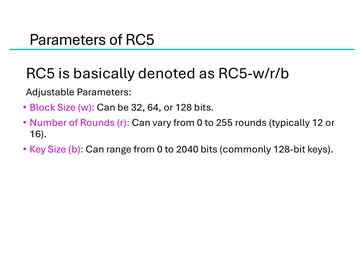 Parameters of RC5
RC5 is basically denoted as RC5-w/r/b
Adjustable Parameters:
• Block Size (w): Can be 32, 64, or 128 bits.
• Number of Rounds (r): Can vary from 0 to 255 rounds (typically 12 or
16).
• Key Size (b): Can range from 0 to 2040 bits (commonly 128-bit keys).